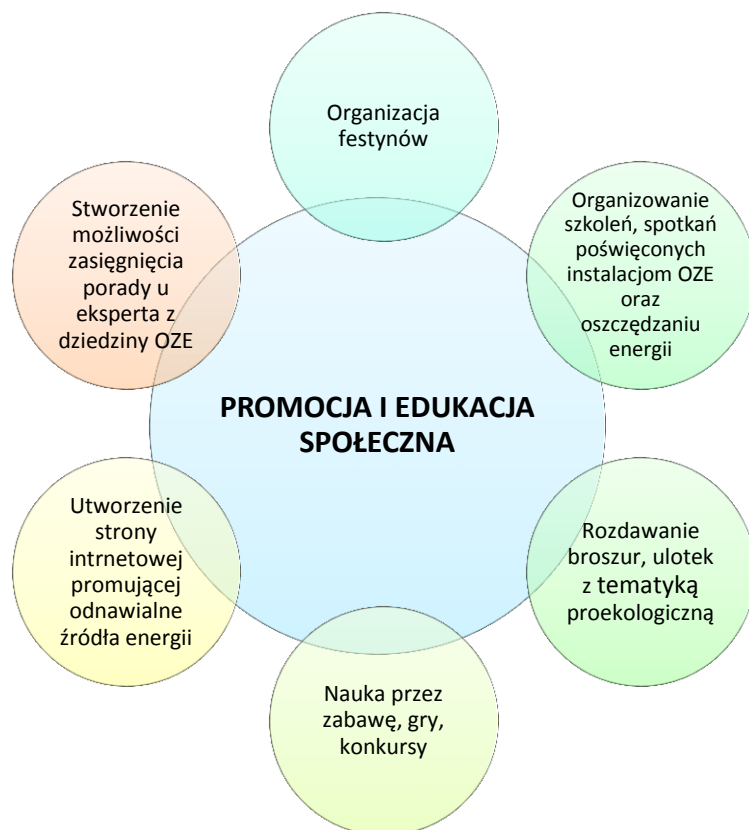 Organizacja
festynów
Organizowanie
szkoleń, spotkań
poświęconych
instalacjom OZE
oraz
oszczędzaniu
energii
Rozdawanie
broszur, ulotek
z tematyką
proekologiczną
Nauka przez
zabawę, gry,
konkursy
Utworzenie
strony
intrnetowej
promującej
odnawialne
źródła energii
Stworzenie
możliwości
zasięgnięcia
porady u
eksperta z
dziedziny OZE
PROMOCJA I EDUKACJA
SPOŁECZNA